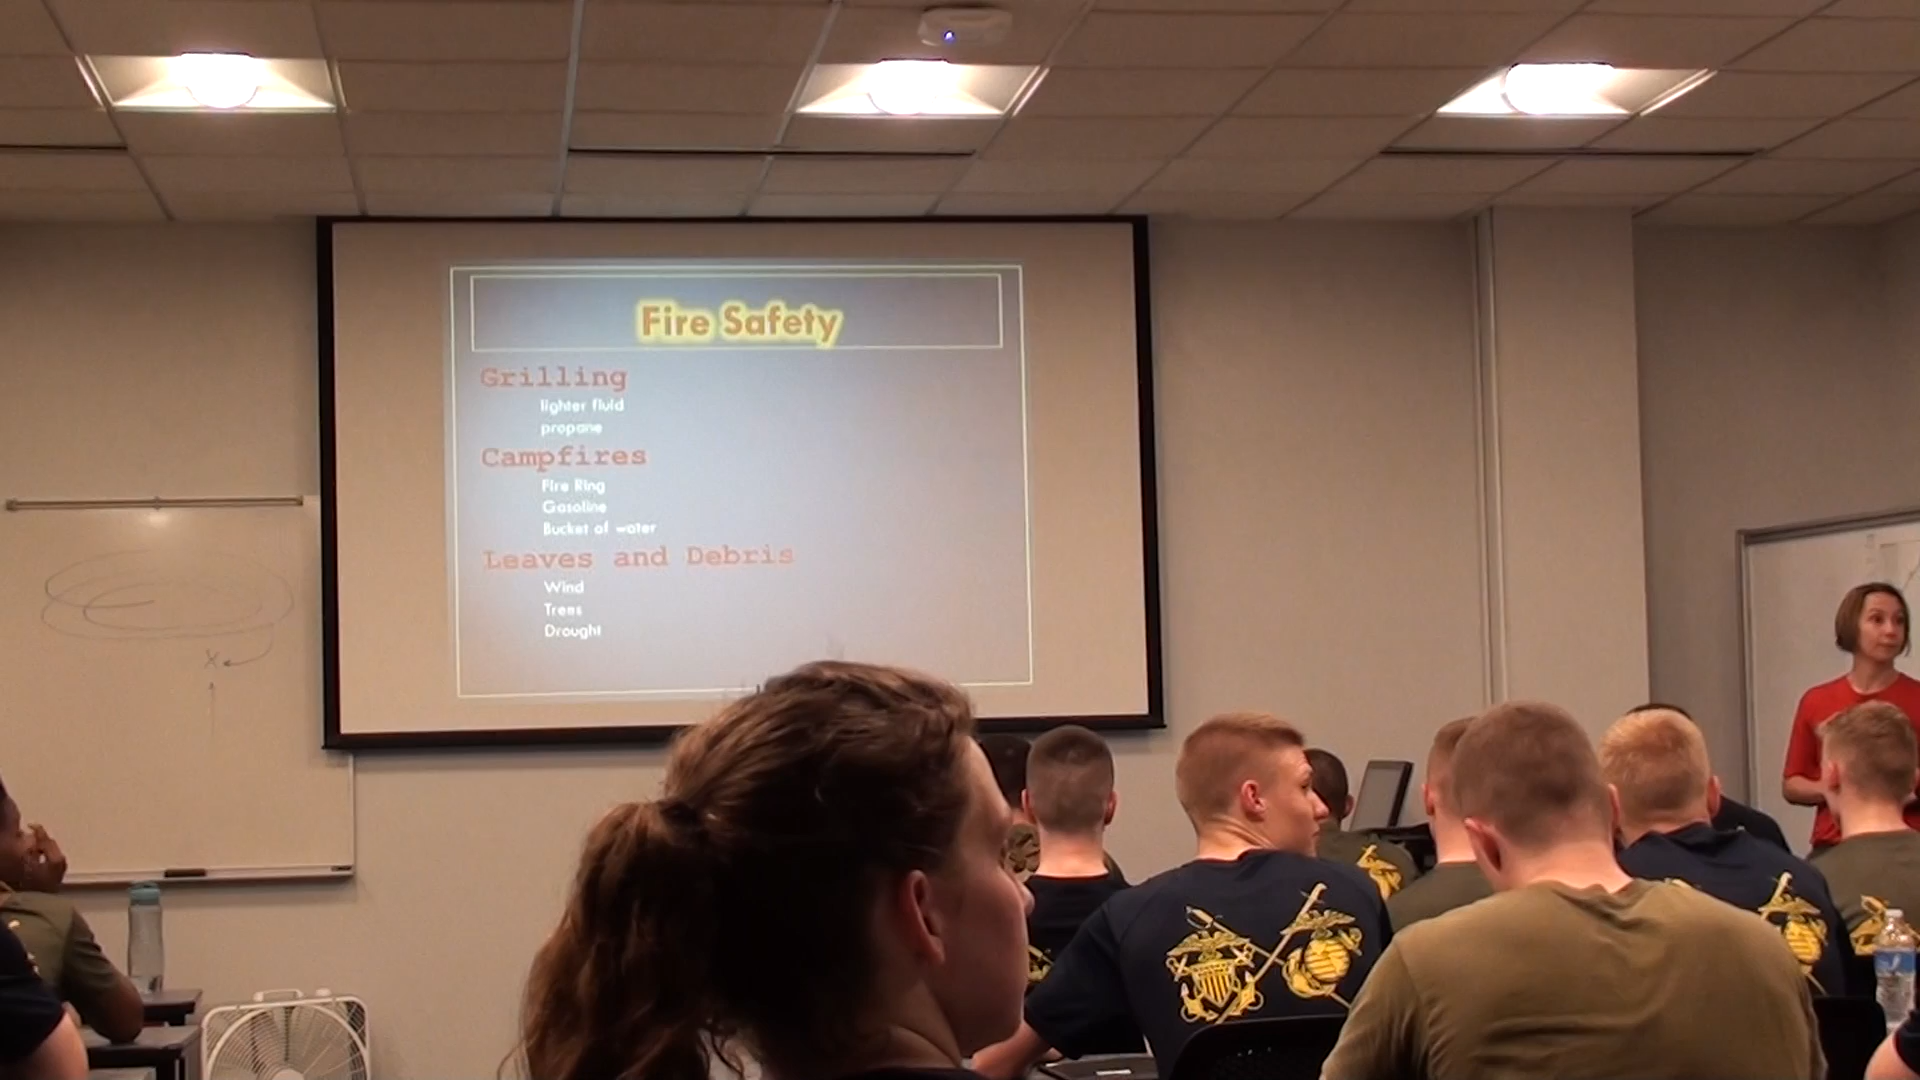 Fire Safety
Grilling
lighter fluid
propane
Campfires
Fire Ring
Gasoline
Bucket of water
Leaves and Debris
Wind
Trees
Drought
X